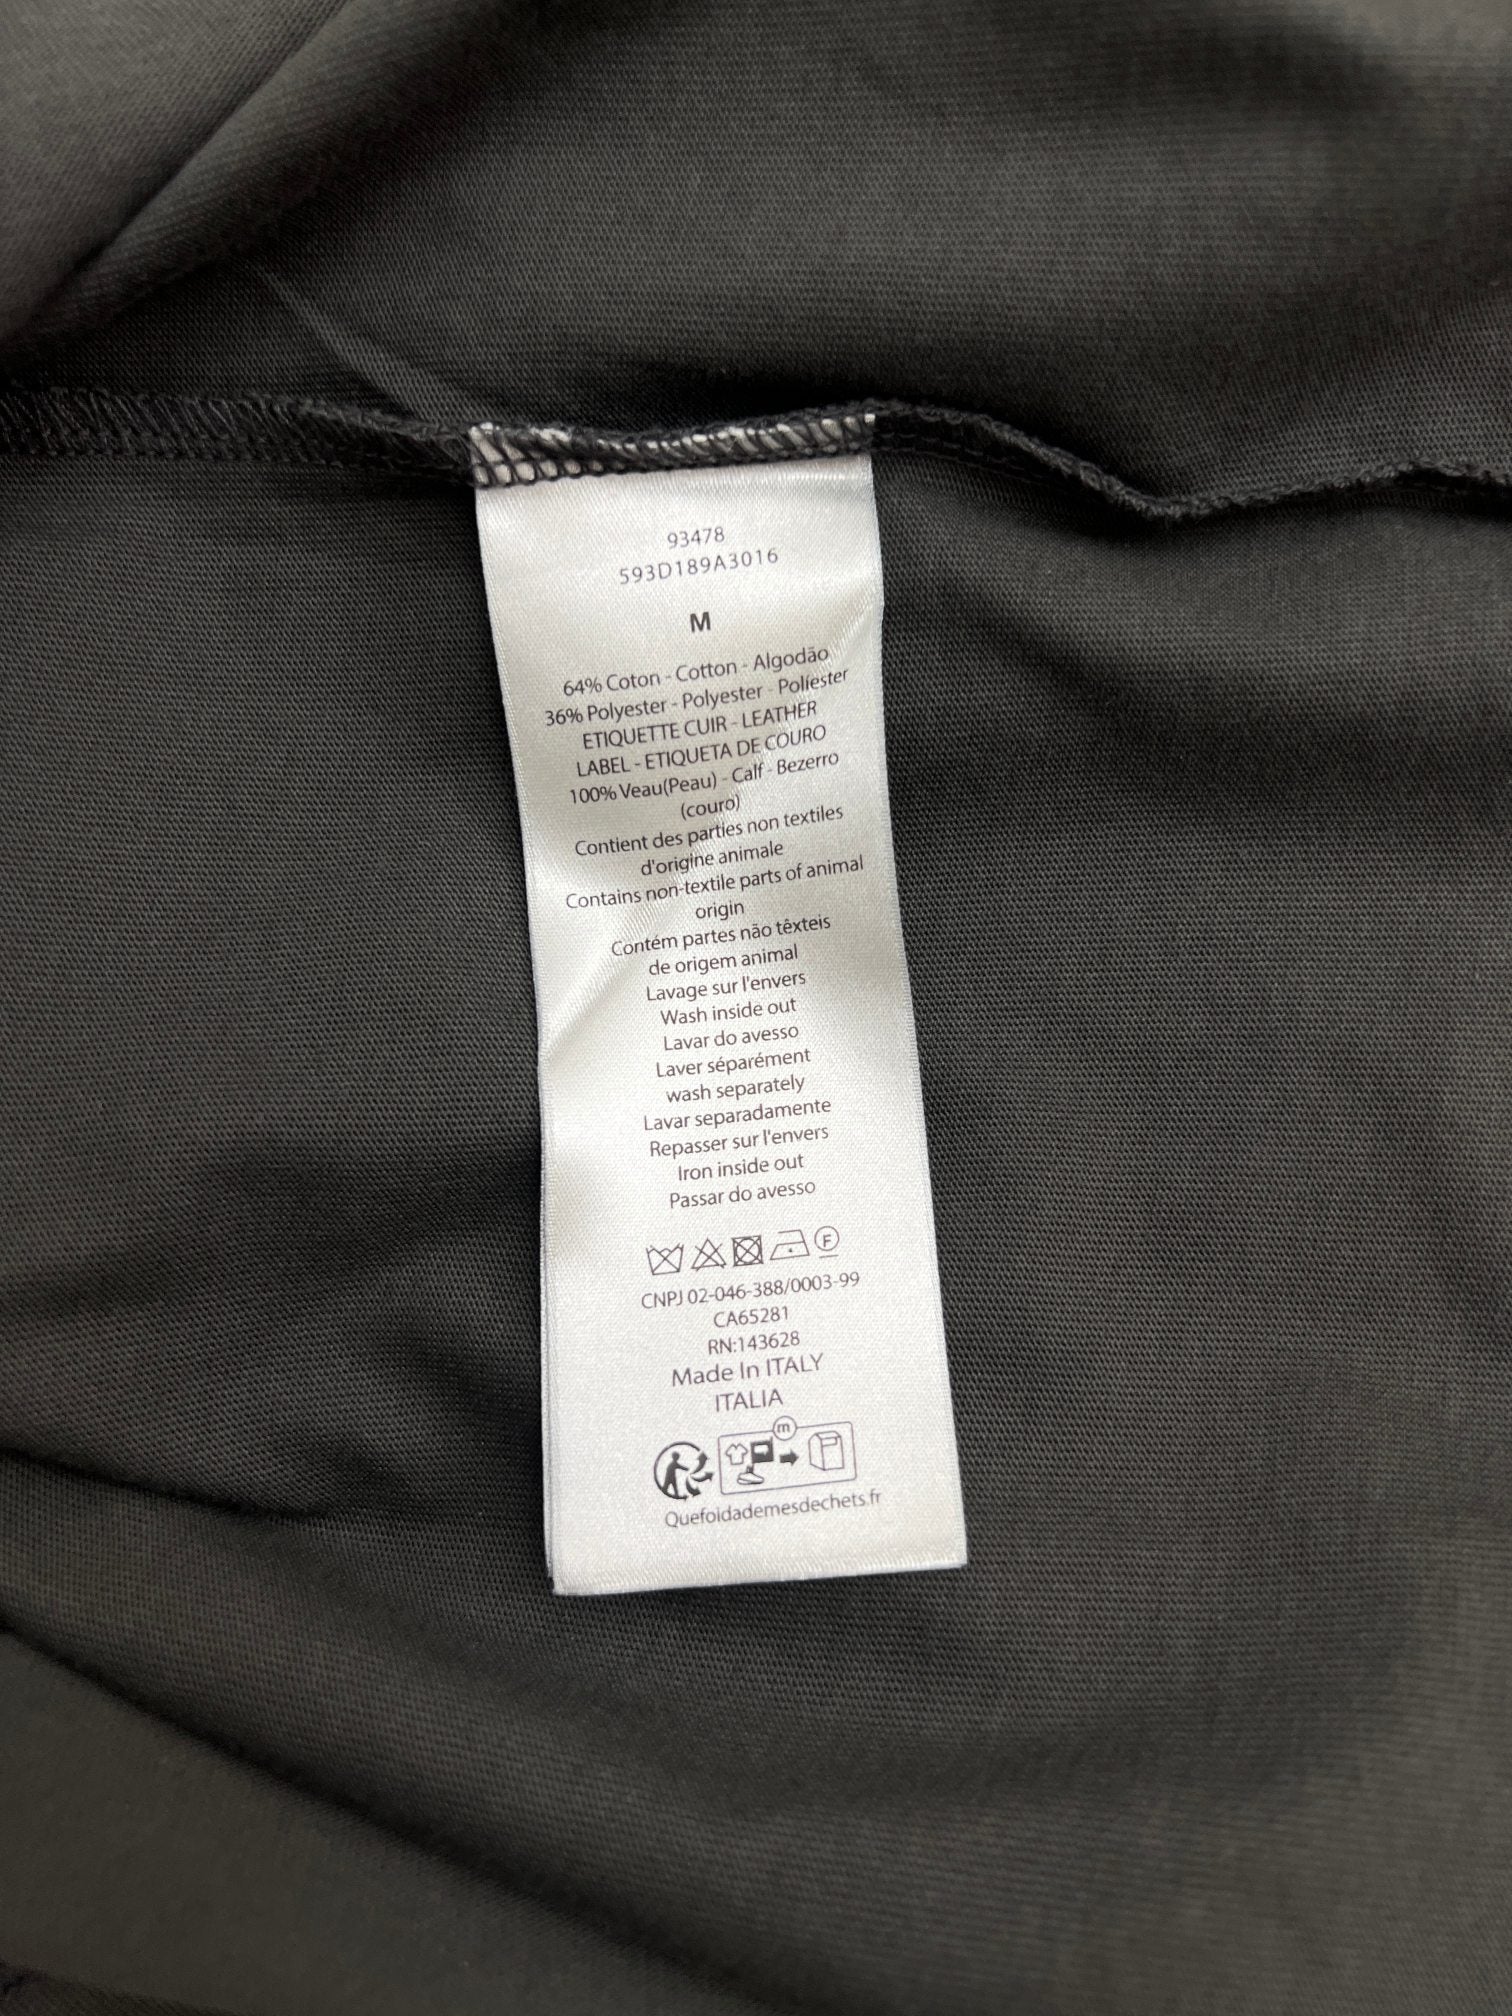 93478
593D189A3016
M
64% Coton - Cotton - Algodão
36% Polyester - Polyester - Políester
ETIQUETTE CUIR - LEATHER
LABEL - ETIQUETA DE COURO
100% Veau(Peau) - Calf - Bezerro
(couro)
Contient des parties non textiles
d'origine animale
Contains non-textile parts of animal
origin
Contém partes não têxteis
de origem animal
Lavage sur l'envers
Wash inside out
Lavar do avesso
Laver séparément
wash separately
Lavar separadamente
Repasser sur l'envers
Iron inside out
Passar do avesso
F
CNPJ 02-046-388/0003-99
CA65281
RN:143628
Made In ITALY
ITALIA
m
Quefoidademesdechets.fr